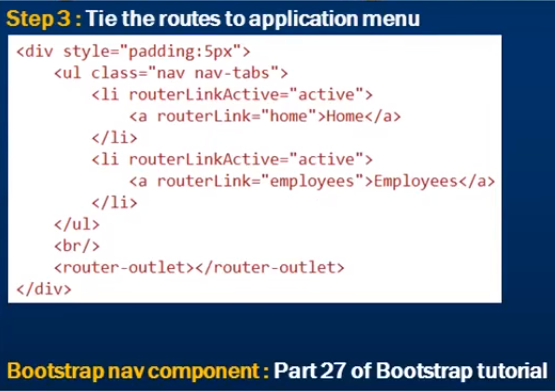 Step 3 : Tie the routes to application menu
<div style="padding:5px">
    <ul class="nav nav-tabs">
        <li routerLinkActive="active">
            <a routerLink="home">Home</a>
        </li>
        <li routerLinkActive="active">
            <a routerLink="employees">Employees</a>
        </li>
    </ul>
    <br/>
    <router-outlet></router-outlet>
</div>
Bootstrap nav component : Part 27 of Bootstrap tutorial